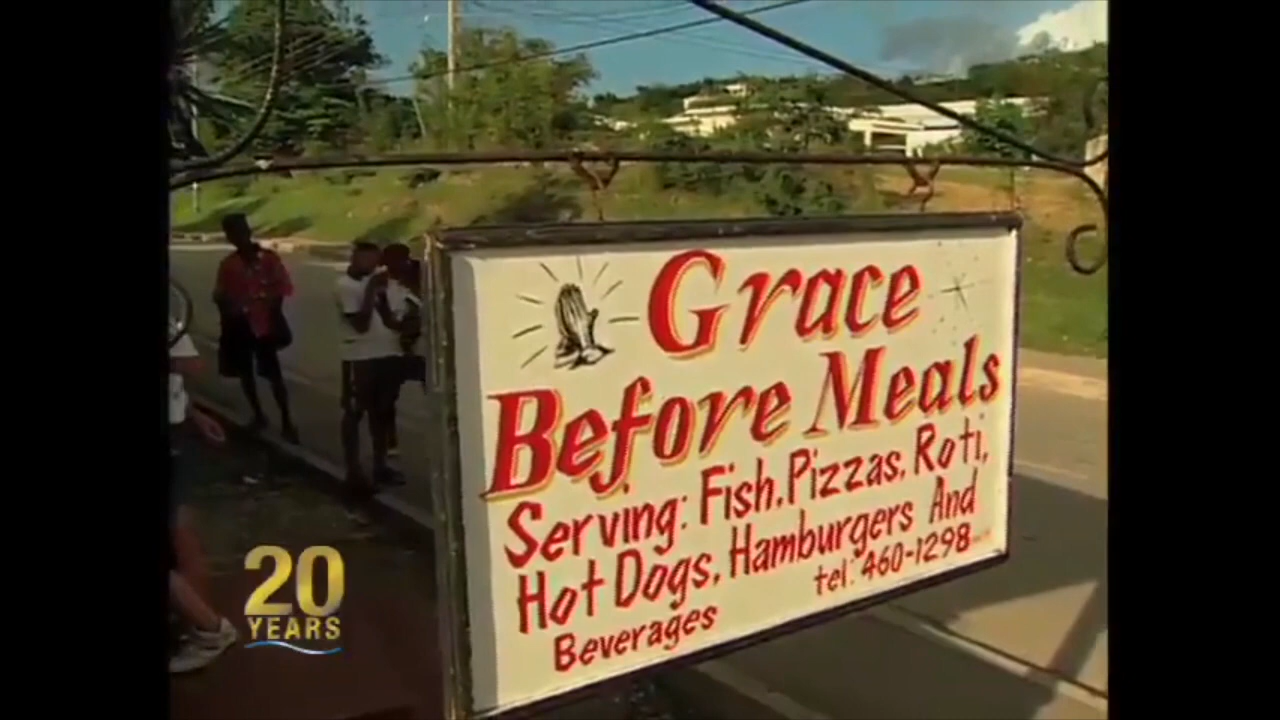 Grace
Before Meals
Serving: Fish, Pizzas, Roti,
Hot Dogs, Hamburgers And
Beverages
tel: 460-1298
20
YEARS